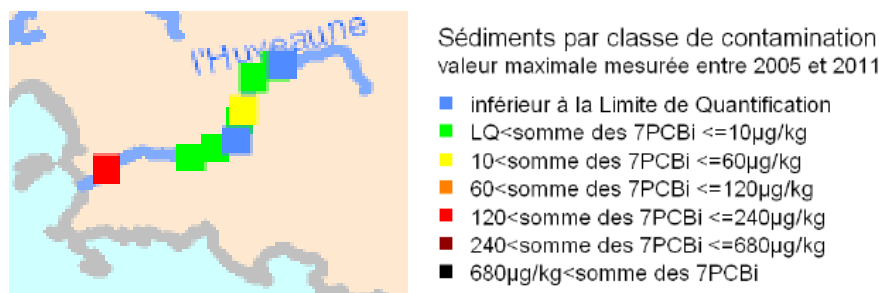 l'Huveaune
Sédiments par classe de contamination
valeur maximale mesurée entre 2005 et 2011
inférieur à la Limite de Quantification
LQ<somme des 7PCBi <=10µg/kg
10<somme des 7PCBi <=60µg/kg
60<somme des 7PCBi <=120µg/kg
120<somme des 7PCBi <=240µg/kg
240<somme des 7PCBi <=680µg/kg
680µg/kg<somme des 7PCBi